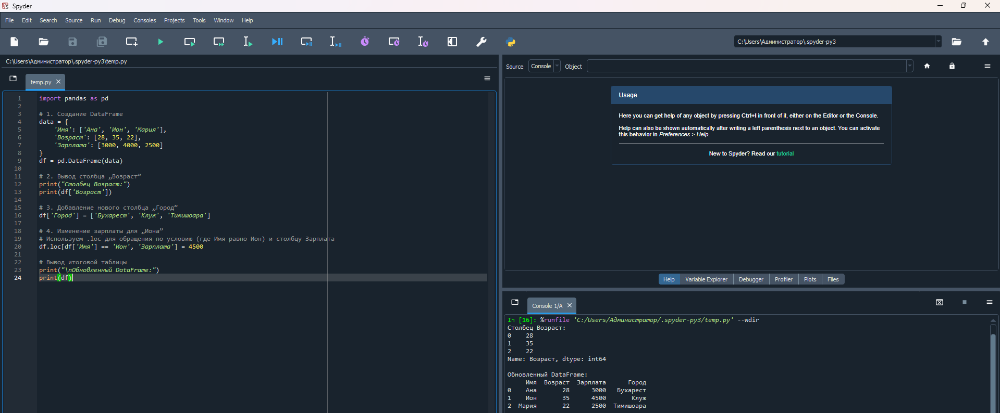 Spyder
File Edit Search Source Run Debug Consoles Projects Tools Window Help
C:\Users\Администратор\.spyder-py3
C:\Users\Администратор\.spyder-py3\temp.py
temp.py
1 import pandas as pd
2
3 # 1. Создание DataFrame
4 data = {
5     'Имя': ['Ана', 'Ион', 'Мария'],
6     'Возраст': [28, 35, 22],
7     'Зарплата': [3000, 4000, 2500]
8 }
9 df = pd.DataFrame(data)
10
11 # 2. Вывод столбца „Возраст”
12 print("Столбец Возраст:")
13 print(df['Возраст'])
14
15 # 3. Добавление нового столбца „Город”
16 df['Город'] = ['Бухарест', 'Клуж', 'Тимишоара']
17
18 # 4. Изменение зарплаты для „Иона”
19 # Используем .loc для обращения по условию (где Имя равно Ион) и столбцу Зарплата
20 df.loc[df['Имя'] == 'Ион', 'Зарплата'] = 4500
21
22 # Вывод итоговой таблицы
23 print("\nОбновленный DataFrame:")
24 print(df)
Source Console Object
Usage
Here you can get help of any object by pressing Ctrl+I in front of it, either on the Editor or the Console.
Help can also be shown automatically after writing a left parenthesis next to an object. You can activate
this behavior in Preferences > Help.
New to Spyder? Read our tutorial
Help Variable Explorer Debugger Profiler Plots Files
Console 1/A
In [16]: %runfile 'C:/Users/Администратор/.spyder-py3/temp.py' --wdir
Столбец Возраст:
0    28
1    35
2    22
Name: Возраст, dtype: int64
Обновленный DataFrame:
     Имя  Возраст  Зарплата      Город
0    Ана       28      3000   Бухарест
1    Ион       35      4500       Клуж
2  Мария       22      2500  Тимишоара